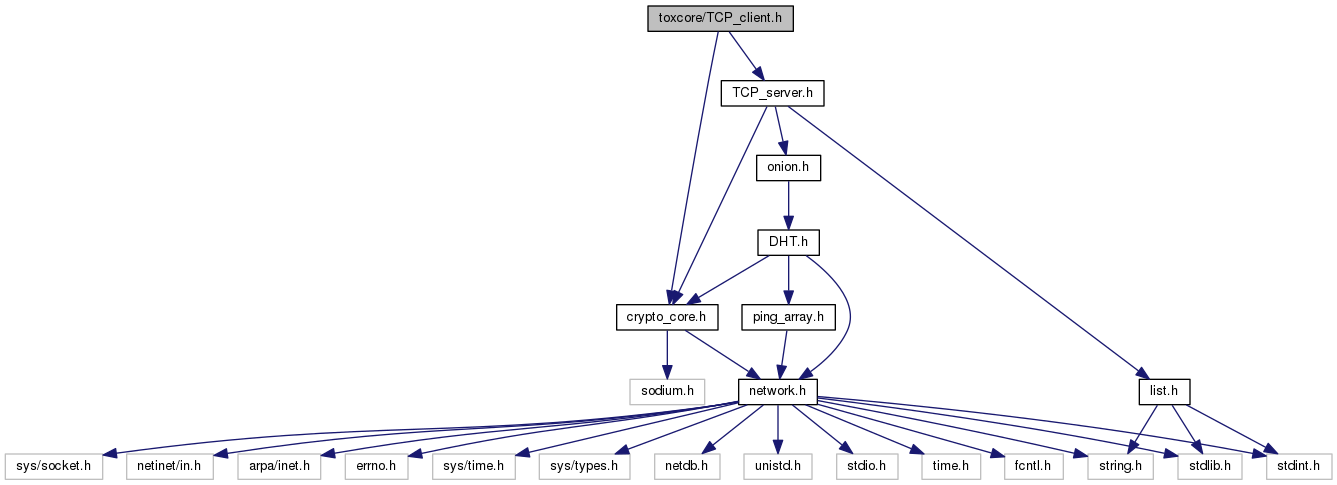 toxcore/TCP_client.h
TCP_server.h
onion.h
DHT.h
crypto_core.h
ping_array.h
sodium.h
network.h
list.h
sys/socket.h
netinet/in.h
arpa/inet.h
errno.h
sys/time.h
sys/types.h
netdb.h
unistd.h
stdio.h
time.h
fcntl.h
string.h
stdlib.h
stdint.h